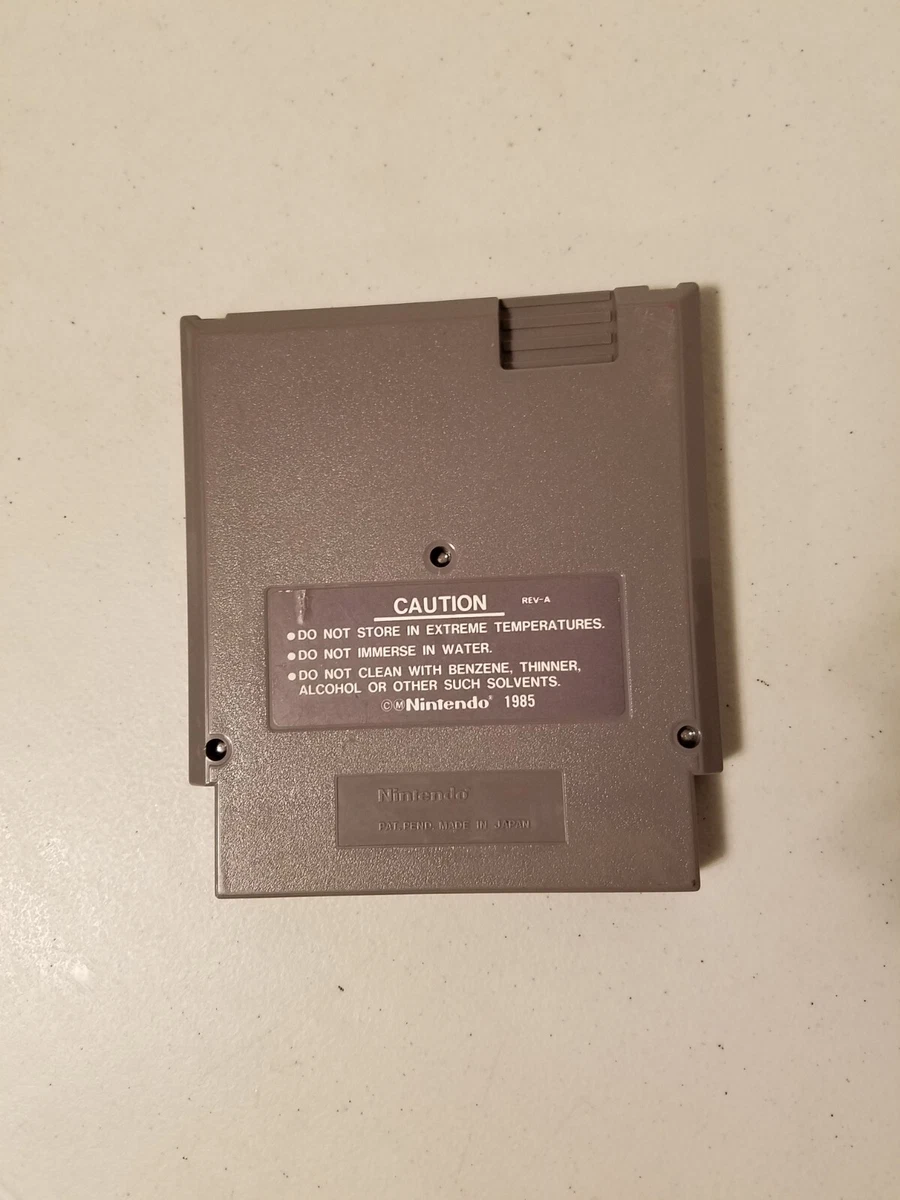 CAUTION REV-A
●DO NOT STORE IN EXTREME TEMPERATURES.
●DO NOT IMMERSE IN WATER.
●DO NOT CLEAN WITH BENZENE, THINNER,
ALCOHOL OR OTHER SUCH SOLVENTS.
ⒸⓂNintendo® 1985
Nintendo®
PAT. PEND. MADE IN JAPAN